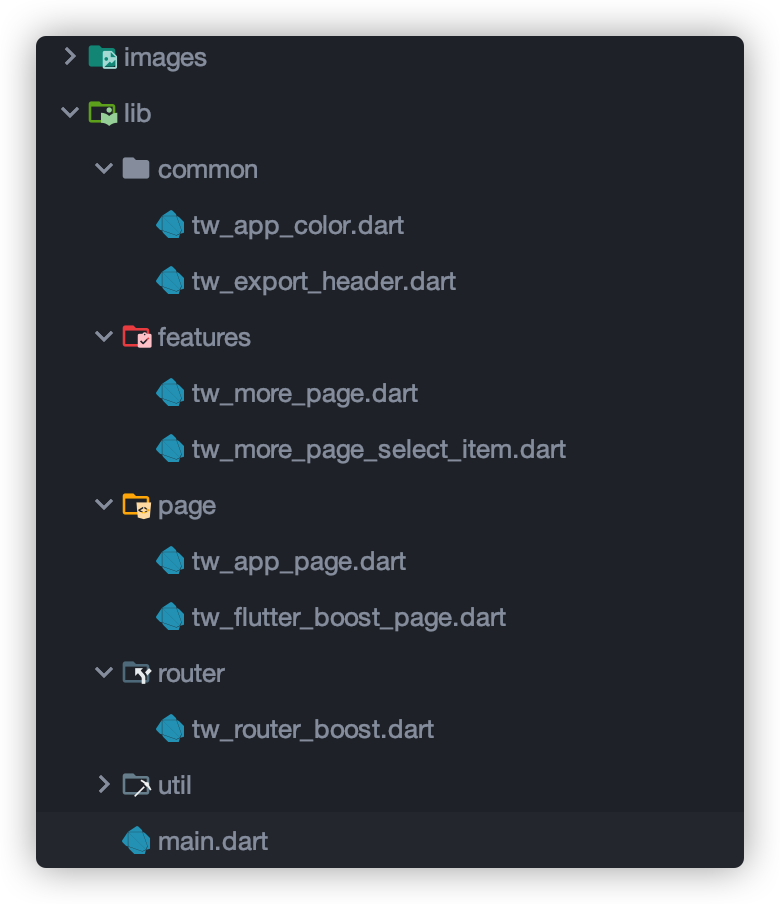 images
lib
common
tw_app_color.dart
tw_export_header.dart
features
tw_more_page.dart
tw_more_page_select_item.dart
page
tw_app_page.dart
tw_flutter_boost_page.dart
router
tw_router_boost.dart
util
main.dart